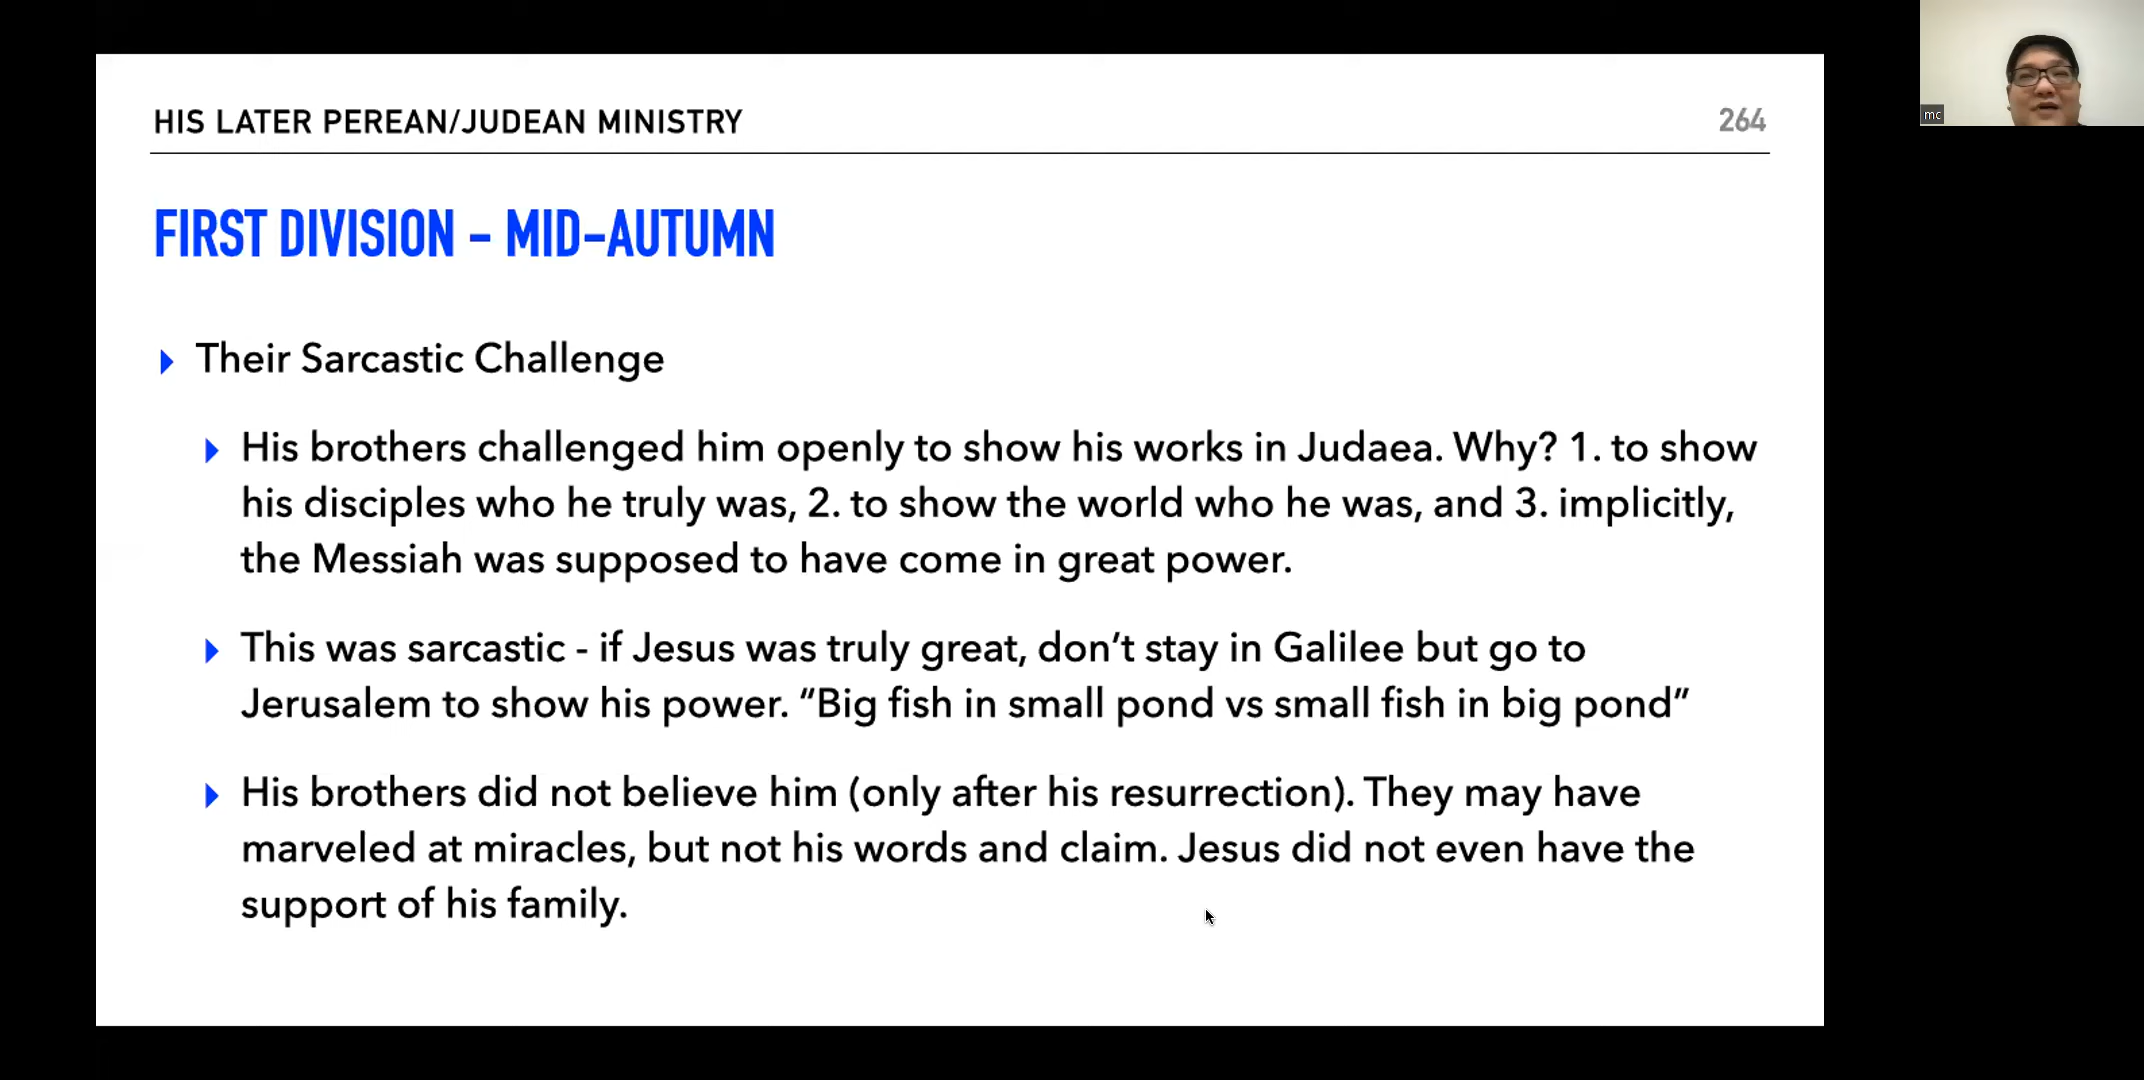 HIS LATER PEREAN/JUDEAN MINISTRY
264
FIRST DIVISION – MID-AUTUMN
Their Sarcastic Challenge
His brothers challenged him openly to show his works in Judaea. Why? 1. to show
his disciples who he truly was, 2. to show the world who he was, and 3. implicitly,
the Messiah was supposed to have come in great power.
This was sarcastic - if Jesus was truly great, don’t stay in Galilee but go to
Jerusalem to show his power. “Big fish in small pond vs small fish in big pond”
His brothers did not believe him (only after his resurrection). They may have
marveled at miracles, but not his words and claim. Jesus did not even have the
support of his family.
mc